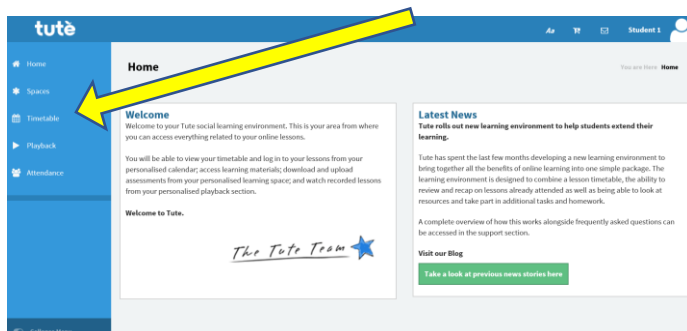 tutè
Aa
Student 1
Home
Spaces
Timetable
Playback
Attendance
Home
You are Here: Home
Welcome
Welcome to your Tute social learning environment. This is your area from where
you can access everything related to your online lessons.
You will be able to view your timetable and log in to your lessons from your
personalised calendar; access learning materials; download and upload
assessments from your personalised learning space; and watch recorded lessons
from your personalised playback section.
Welcome to Tute.
The Tute Team
Latest News
Tute rolls out new learning environment to help students extend their
learning.
Tute has spent the last few months developing a new learning environment to
bring together all the benefits of online learning into one simple package. The
learning environment is designed to combine a lesson timetable, the ability to
review and recap on lessons already attended as well as being able to look at
resources and take part in additional tasks and homework.
A complete overview of how this works alongside frequently asked questions can
be accessed in the support section.
Visit our Blog
Take a look at previous news stories here